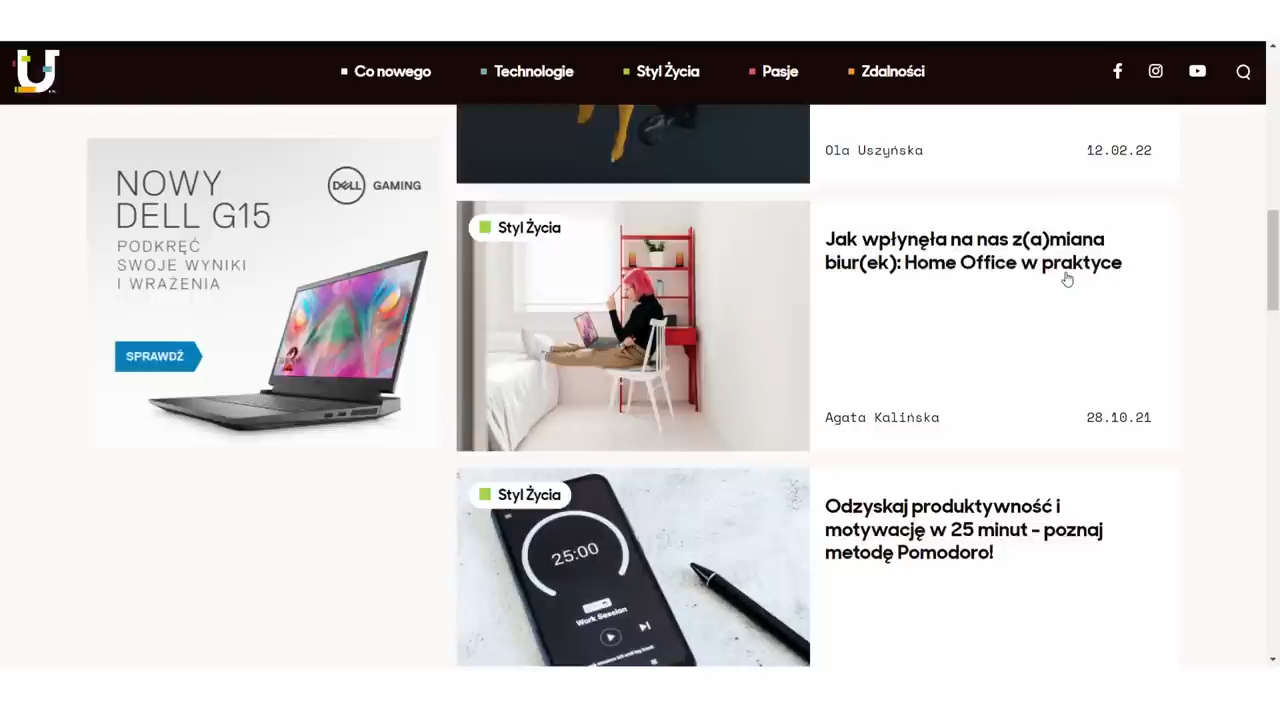 U
Co nowego
Technologie
Styl Życia
Pasje
Zdalności
NOWY
DELL G15
PODKRĘĆ
SWOJE WYNIKI
I WRAŻENIA
DELL GAMING
SPRAWDŹ
Ola Uszyńska
12.02.22
Styl Życia
Jak wpłynęła na nas z(a)miana
biur(ek): Home Office w praktyce
Agata Kalińska
28.10.21
Styl Życia
25:00
Work Session
Odzyskaj produktywność i
motywację w 25 minut - poznaj
metodę Pomodoro!